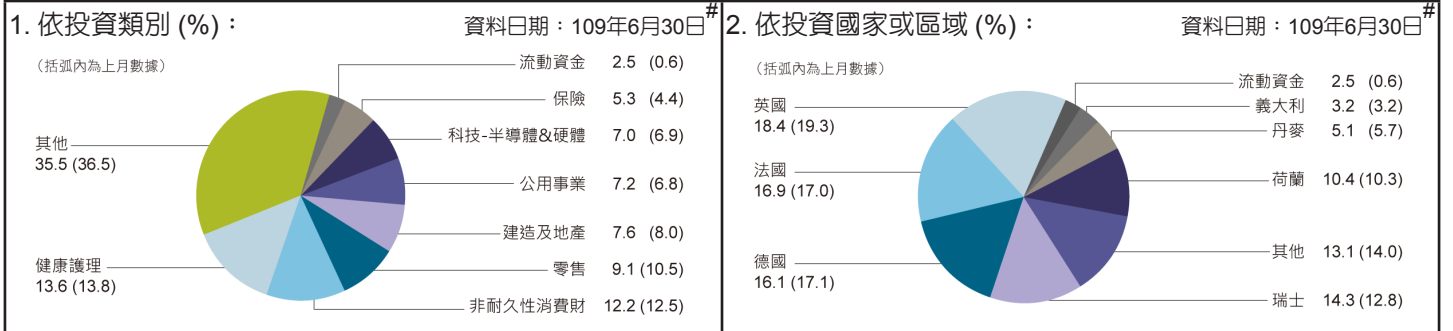 1. 依投資類別 (%)：
資料日期：109年6月30日#
（括弧內為上月數據）
流動資金 2.5 (0.6)
保險 5.3 (4.4)
科技-半導體&硬體 7.0 (6.9)
公用事業 7.2 (6.8)
建造及地產 7.6 (8.0)
零售 9.1 (10.5)
非耐久性消費財 12.2 (12.5)
健康護理
13.6 (13.8)
其他
35.5 (36.5)
2. 依投資國家或區域 (%)：
資料日期：109年6月30日#
（括弧內為上月數據）
流動資金 2.5 (0.6)
義大利 3.2 (3.2)
丹麥 5.1 (5.7)
荷蘭 10.4 (10.3)
其他 13.1 (14.0)
瑞士 14.3 (12.8)
德國
16.1 (17.1)
法國
16.9 (17.0)
英國
18.4 (19.3)